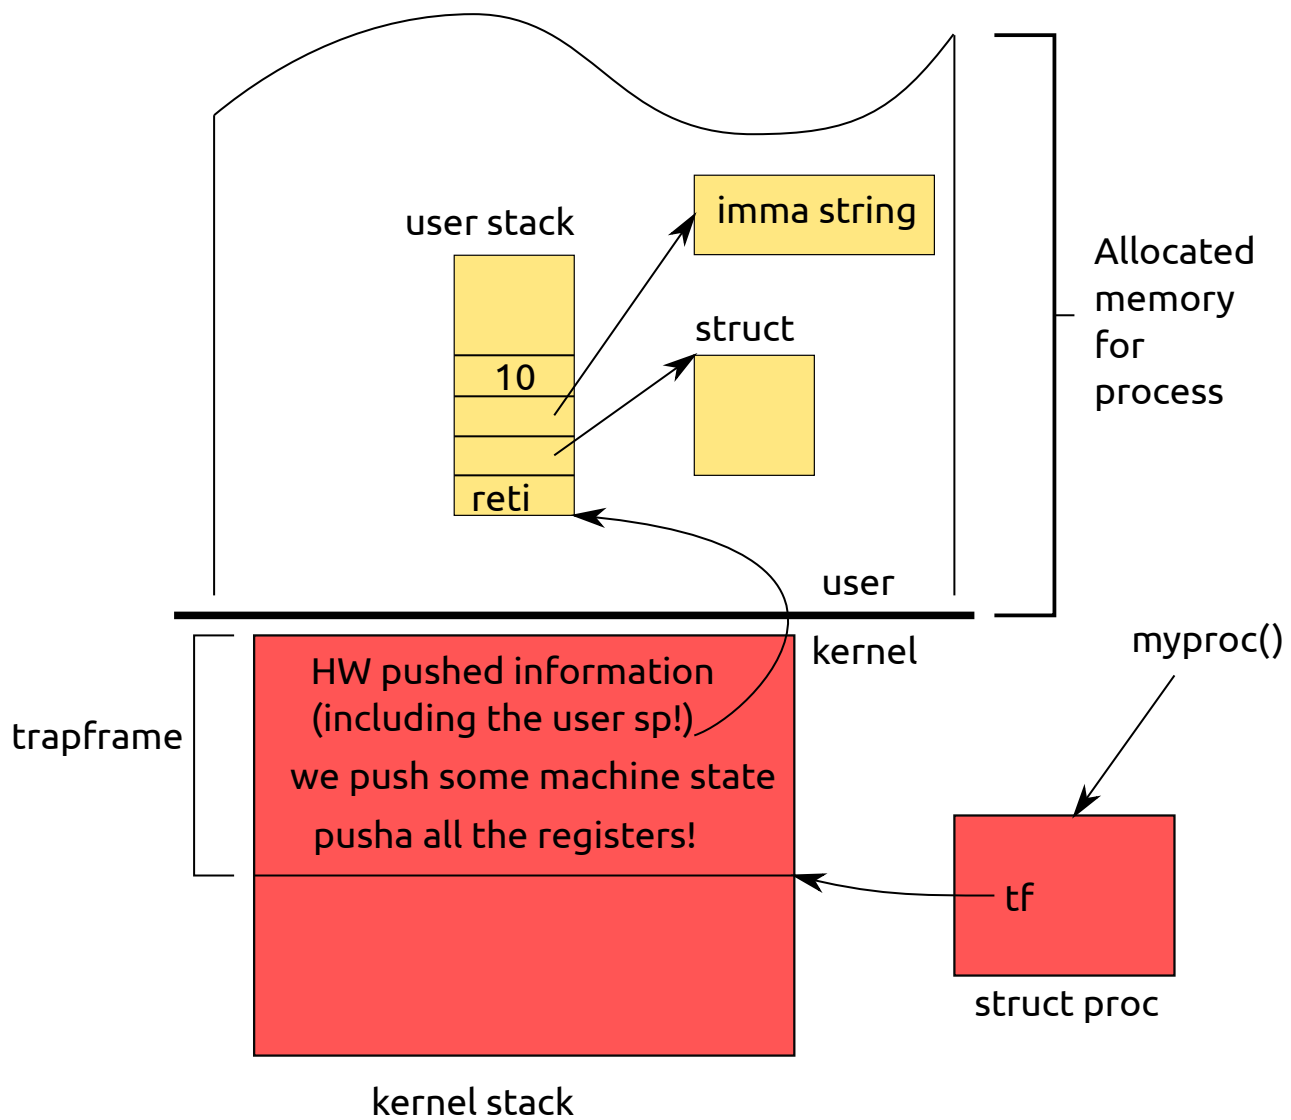 user stack
imma string
Allocated
memory
for
process
struct
10
reti
user
kernel
myproc()
HW pushed information
(including the user sp!)
trapframe
we push some machine state
pusha all the registers!
tf
struct proc
kernel stack